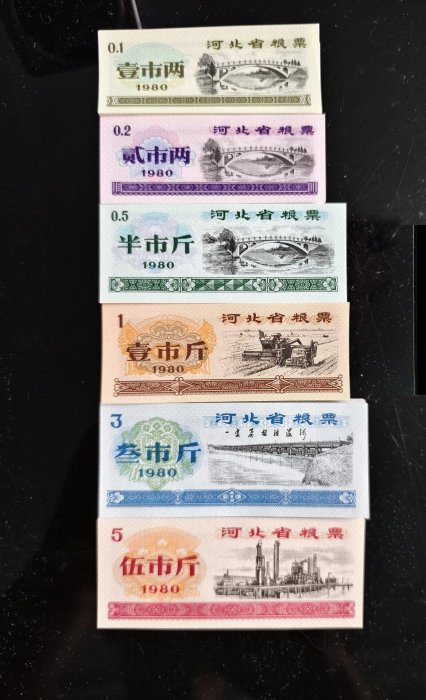 0.1 河北省粮票
壹市两
1980
0.2 河北省粮票
贰市两
1980
0.5 河北省粮票
半市斤
1980
1 河北省粮票
壹市斤
1980
3 河北省粮票
一定要根治海河
叁市斤
1980
5 河北省粮票
伍市斤
1980